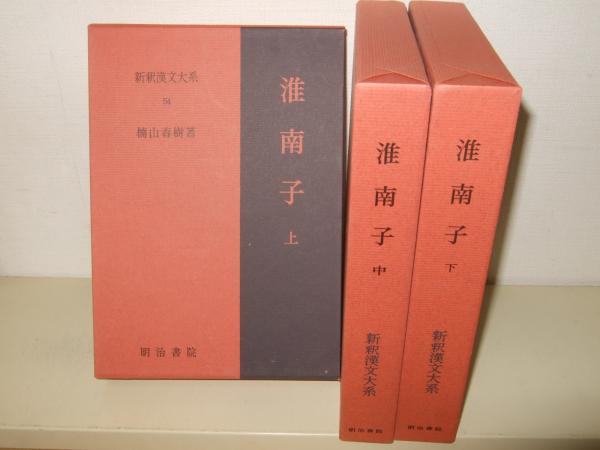 新釈漢文大系
54
楠山春樹著
明治書院
淮南子
上
淮南子
中
新釈漢文大系
明治書院
淮南子
下
新釈漢文大系
明治書院